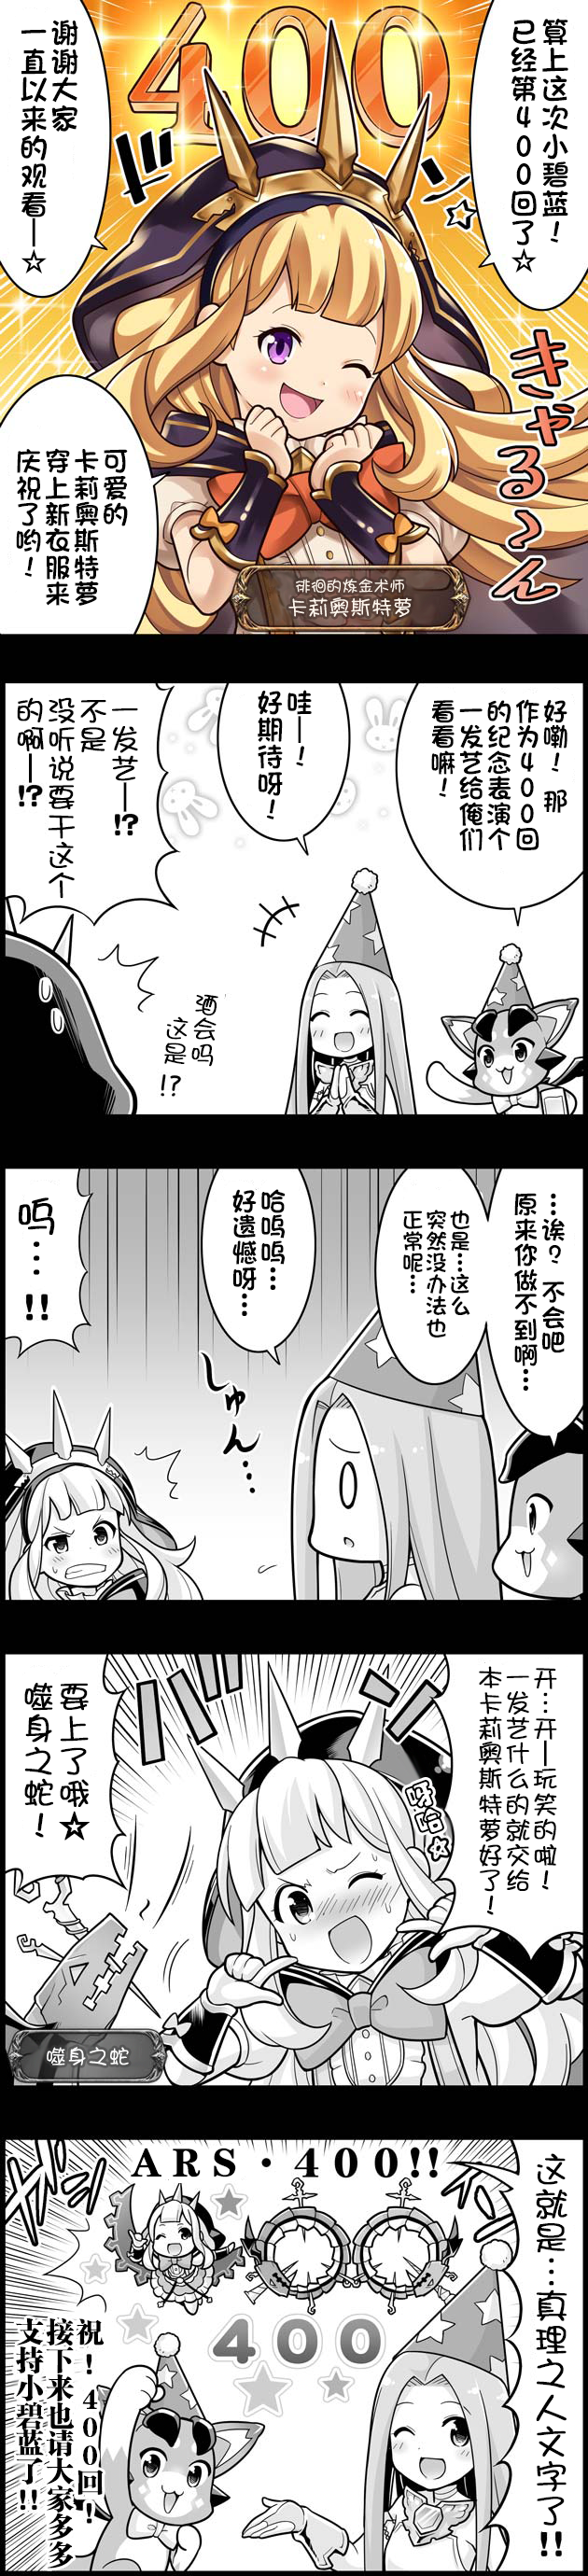 400
算上这次小碧蓝！
已经第400回了☆
谢谢大家
一直以来的观看—☆
きゃる~ん
可爱的
卡莉奥斯特萝
穿上新衣服来
庆祝了哟！
徘徊的炼金术师
卡莉奥斯特萝
好嘞！那
作为400回
的纪念表演个
一发艺给俺们
看看嘛！
哇—！
好期待呀！
一发艺—!?
不是
没听说要干这个
的啊—!?
酒会吗
这是!?
…诶？不会吧
原来你做不到啊…
也是…这么
突然没办法也
正常呢…
哈呜呜…
好遗憾呀…
しゅん…
呜…!!
开…开—玩笑的啦！
一发艺什么的就交给
本卡莉奥斯特萝好了！
呀哈☆
要上了哦☆
噬身之蛇！
噬身之蛇
这就是…真理之人文字了!!
ARS・400!!
400
祝！400回！
接下来也请大家多多
支持小碧蓝了!!